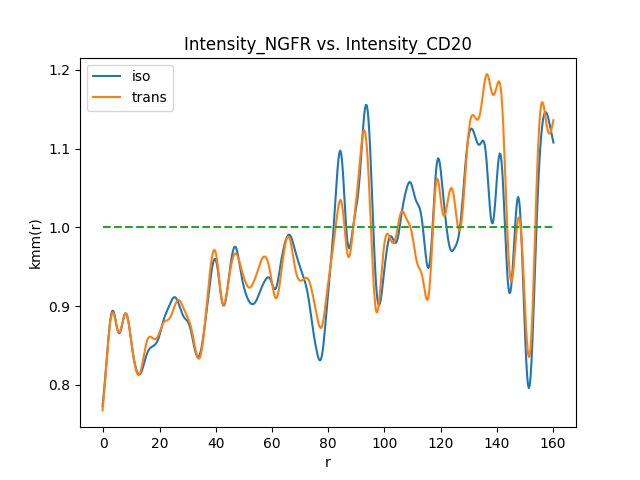 Intensity_NGFR vs. Intensity_CD20
iso
trans
1.2
1.1
1.0
0.9
0.8
kmm(r)
0 20 40 60 80 100 120 140 160
r